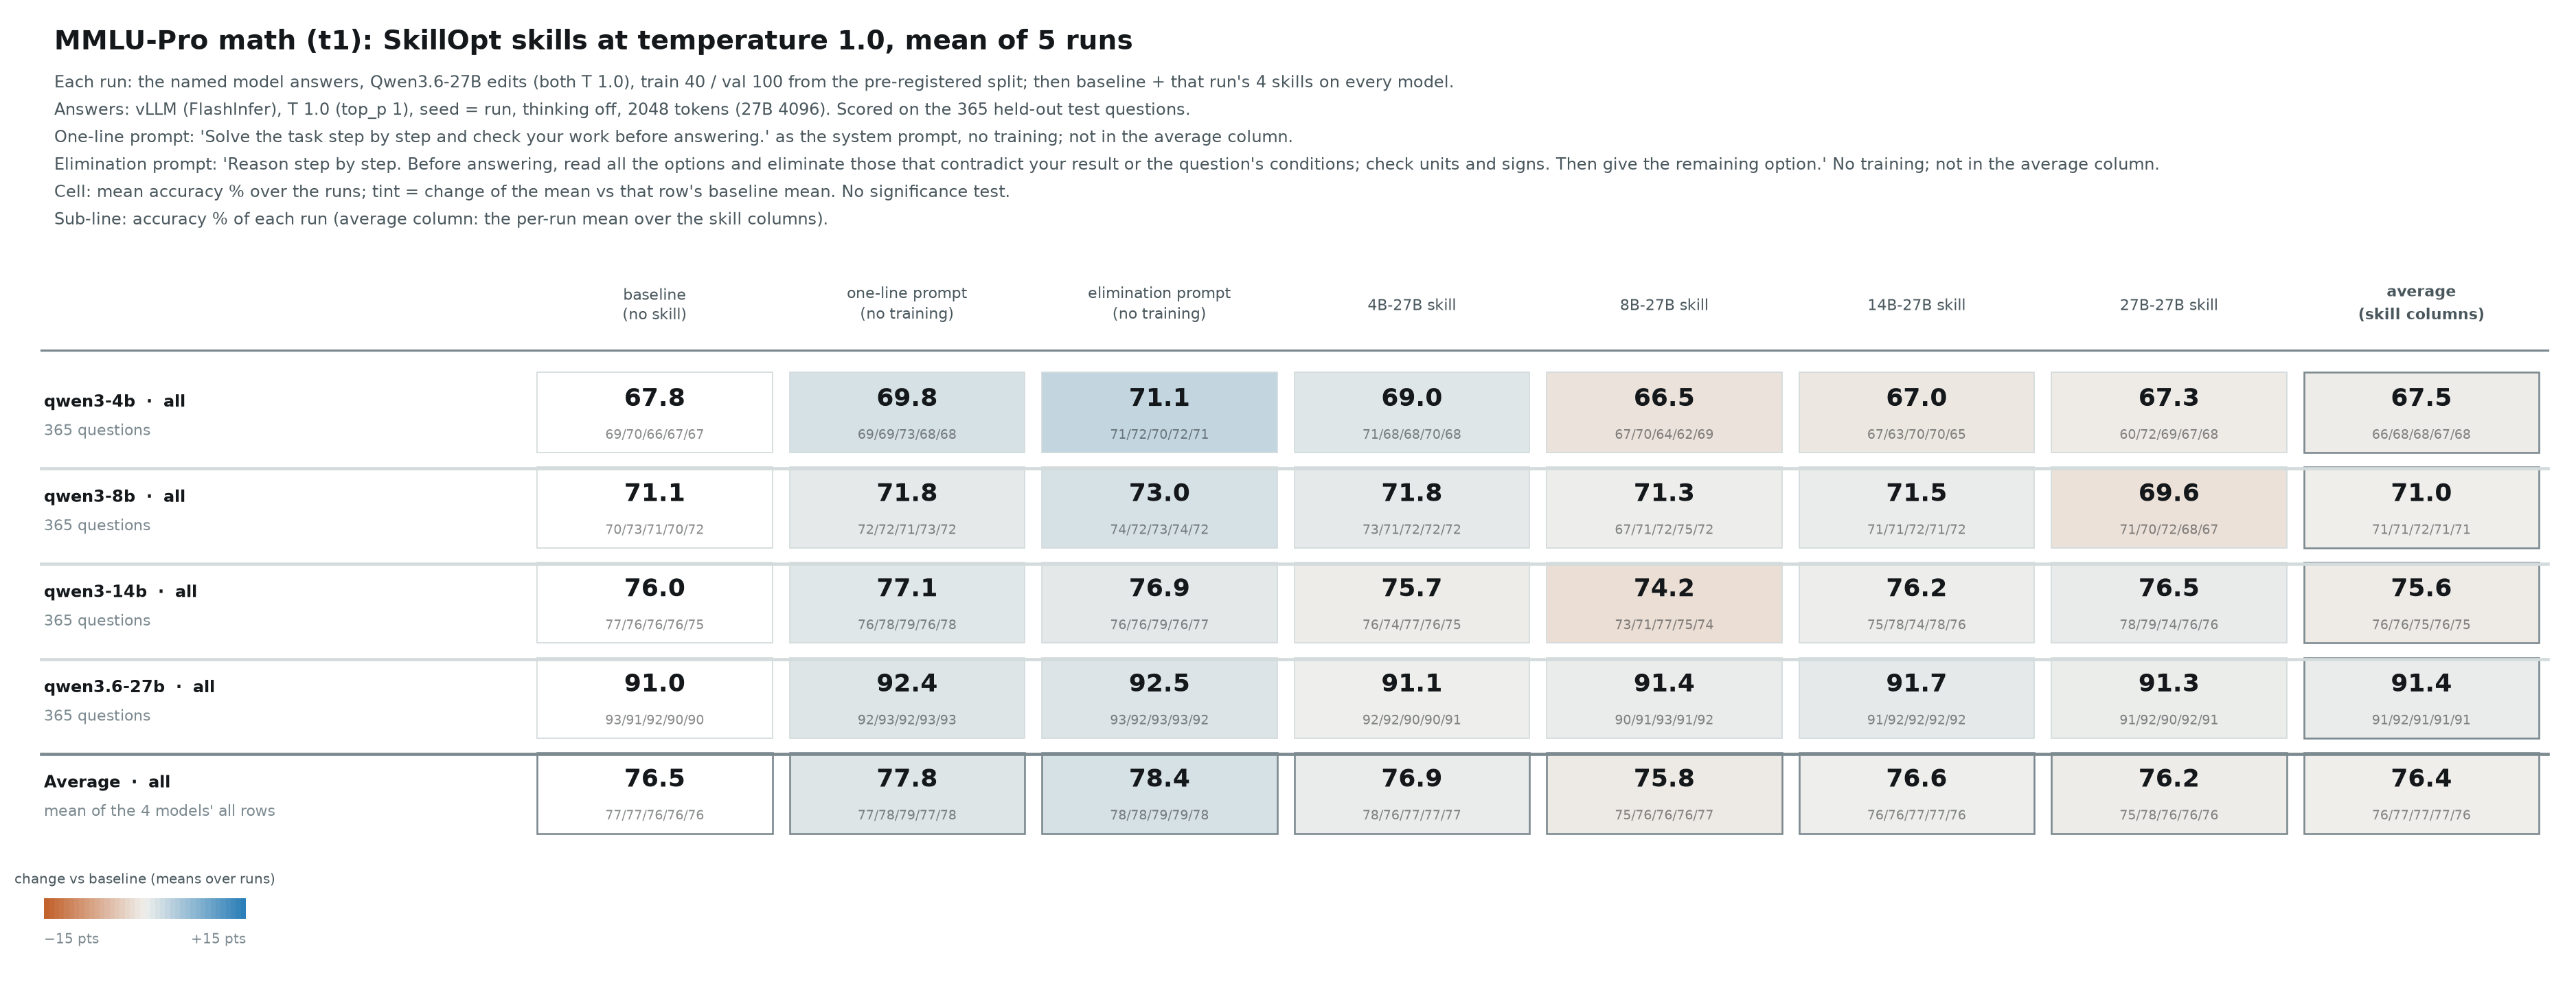 MMLU-Pro math (t1): SkillOpt skills at temperature 1.0, mean of 5 runs
Each run: the named model answers, Qwen3.6-27B edits (both T 1.0), train 40 / val 100 from the pre-registered split; then baseline + that run's 4 skills on every model.
Answers: vLLM (FlashInfer), T 1.0 (top_p 1), seed = run, thinking off, 2048 tokens (27B 4096). Scored on the 365 held-out test questions.
One-line prompt: 'Solve the task step by step and check your work before answering.' as the system prompt, no training; not in the average column.
Elimination prompt: 'Reason step by step. Before answering, read all the options and eliminate those that contradict your result or the question's conditions; check units and signs. Then give the remaining option.' No training; not in the average column.
Cell: mean accuracy % over the runs; tint = change of the mean vs that row's baseline mean. No significance test.
Sub-line: accuracy % of each run (average column: the per-run mean over the skill columns).
baseline one-line prompt elimination prompt 4B-27B skill 8B-27B skill 14B-27B skill 27B-27B skill average
(no skill) (no training) (no training) (skill columns)
qwen3-4b · all 67.8 69.8 71.1 69.0 66.5 67.0 67.3 67.5
365 questions 69/70/66/67/67 69/69/73/68/68 71/72/70/72/71 71/68/68/70/68 67/70/64/62/69 67/63/70/70/65 60/72/69/67/68 66/68/68/67/68
qwen3-8b · all 71.1 71.8 73.0 71.8 71.3 71.5 69.6 71.0
365 questions 70/73/71/70/72 72/72/71/73/72 74/72/73/74/72 73/71/72/72/72 67/71/72/75/72 71/71/72/71/72 71/70/72/68/67 71/71/72/71/71
qwen3-14b · all 76.0 77.1 76.9 75.7 74.2 76.2 76.5 75.6
365 questions 77/76/76/76/75 76/78/79/76/78 76/76/79/76/77 76/74/77/76/75 73/71/77/75/74 75/78/74/78/76 78/79/74/76/76 76/76/75/76/75
qwen3.6-27b · all 91.0 92.4 92.5 91.1 91.4 91.7 91.3 91.4
365 questions 93/91/92/90/90 92/93/92/93/93 93/92/93/93/92 92/92/90/90/91 90/91/93/91/92 91/92/92/92/92 91/92/90/92/91 91/92/91/91/91
Average · all 76.5 77.8 78.4 76.9 75.8 76.6 76.2 76.4
mean of the 4 models' all rows 77/77/76/76/76 77/78/79/77/78 78/78/79/79/78 78/76/77/77/77 75/76/76/76/77 76/76/77/77/76 75/78/76/76/76 76/77/77/77/76
change vs baseline (means over runs)
−15 pts +15 pts